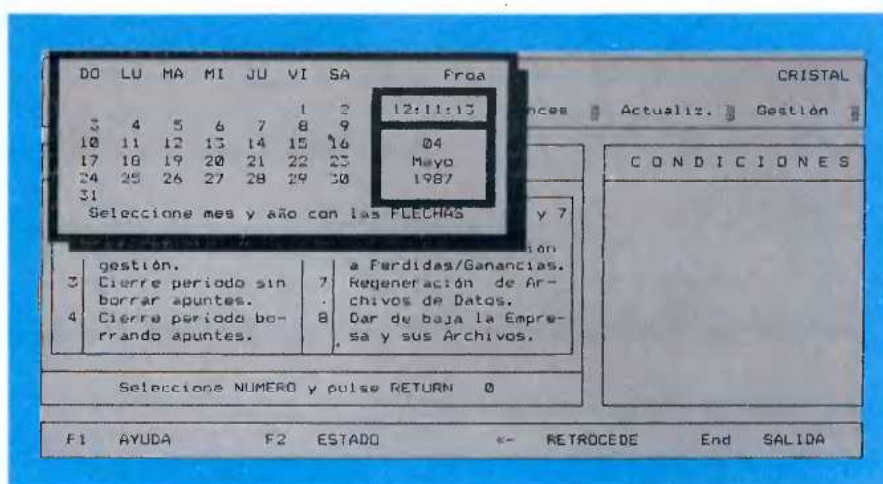 DO LU MA MI JU VI SA Froa
1 2 12:11:13
3 4 5 6 7 8 9
10 11 12 13 14 15 16 04
17 18 19 20 21 22 23 Mayo
24 25 26 27 28 29 30 1987
31
Seleccione mes y año con las FLECHAS
CRISTAL
nces Actualiz. Gestión
CONDICIONES
y 7
ión
gestión. a Perdidas/Ganancias.
3 Cierre periodo sin 7 Regeneración de Ar-
borrar apuntes. . chivos de Datos.
4 Cierre periodo bo- 8 Dar de baja la Empre-
rrando apuntes. sa y sus Archivos.
Seleccione NUMERO y pulse RETURN 0
F1 AYUDA F2 ESTADO <- RETROCEDE End SALIDA